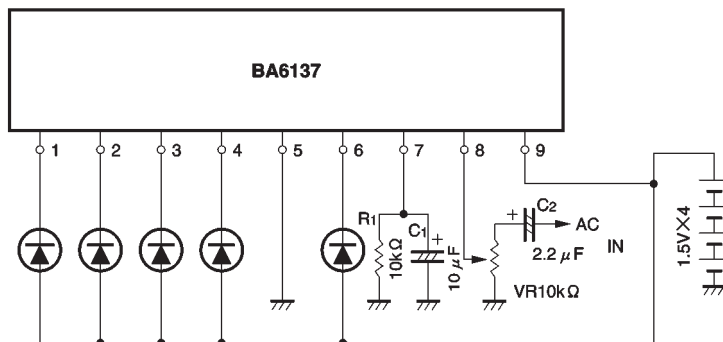 BA6137
1 2 3 4 5 6 7 8 9
R1
10kΩ
C1
+
10 μF
+
C2
2.2 μF
AC
IN
VR10kΩ
1.5V×4